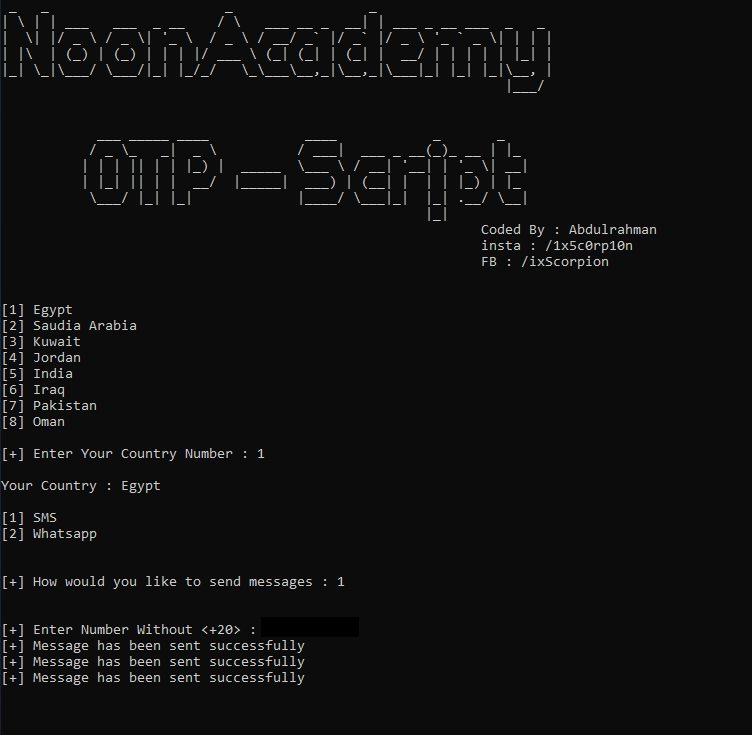 NoonAcademy
OTP - Script
Coded By : Abdulrahman
insta : /1x5c0rp10n
FB : /ixScorpion
[1] Egypt
[2] Saudia Arabia
[3] Kuwait
[4] Jordan
[5] India
[6] Iraq
[7] Pakistan
[8] Oman
[+] Enter Your Country Number : 1
Your Country : Egypt
[1] SMS
[2] Whatsapp
[+] How would you like to send messages : 1
[+] Enter Number Without <+20> :
[+] Message has been sent successfully
[+] Message has been sent successfully
[+] Message has been sent successfully